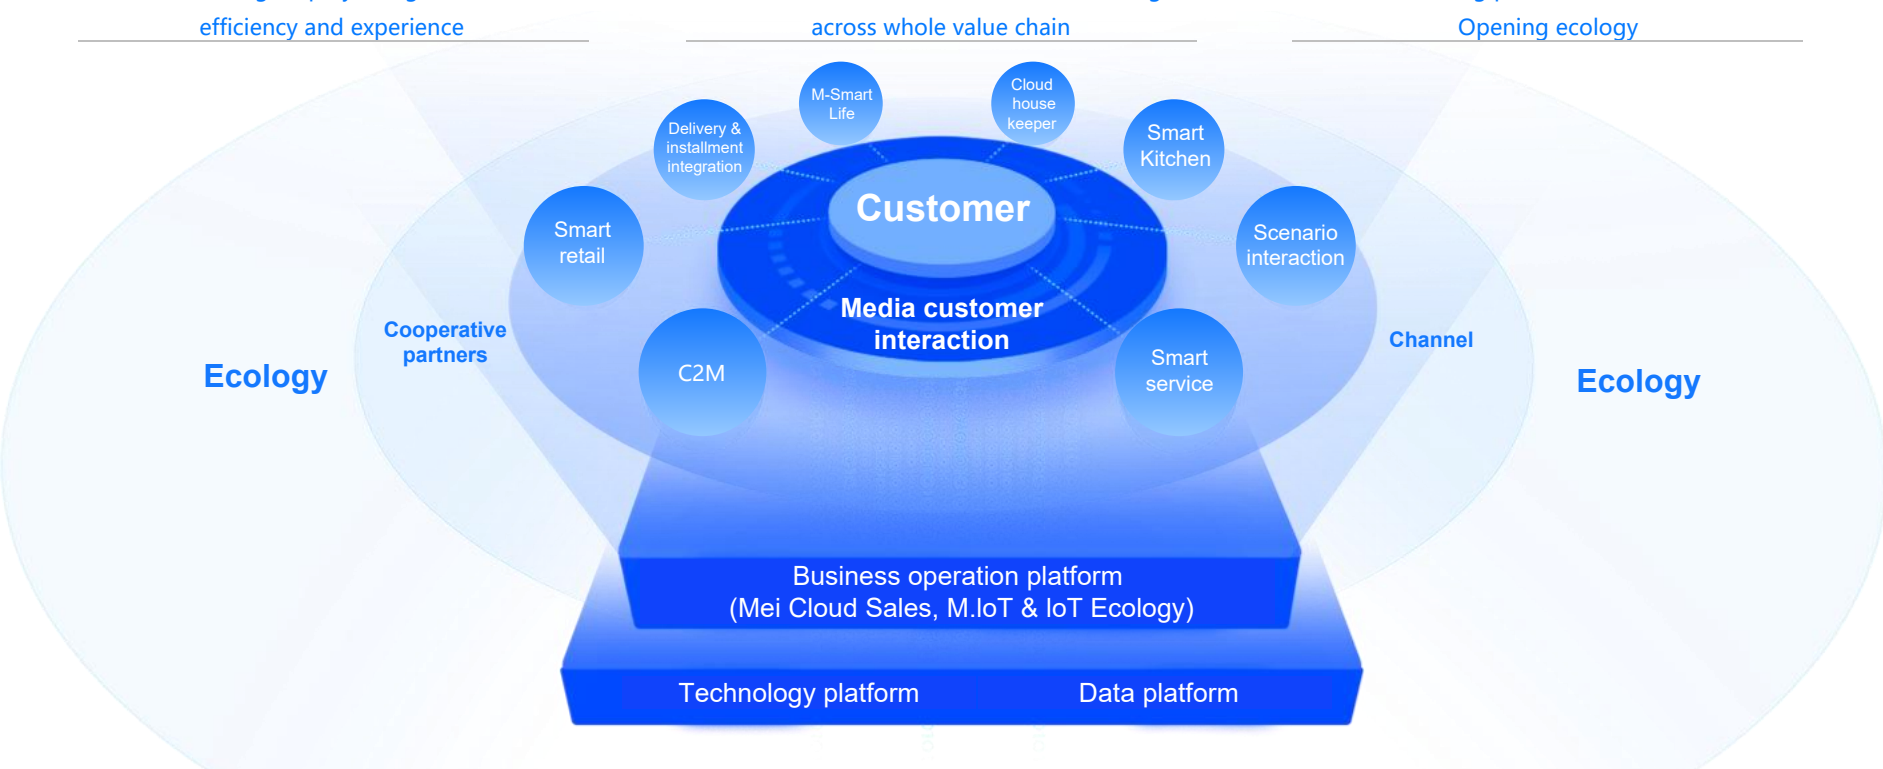 efficiency and experience
across whole value chain
Opening ecology
M-Smart
Life
Cloud
house
keeper
Delivery &
installment
integration
Smart
Kitchen
Customer
Smart
retail
Scenario
interaction
Media customer
interaction
Cooperative
partners
Channel
Ecology
C2M
Smart
service
Ecology
Business operation platform
(Mei Cloud Sales, M.IoT & IoT Ecology)
Technology platform
Data platform